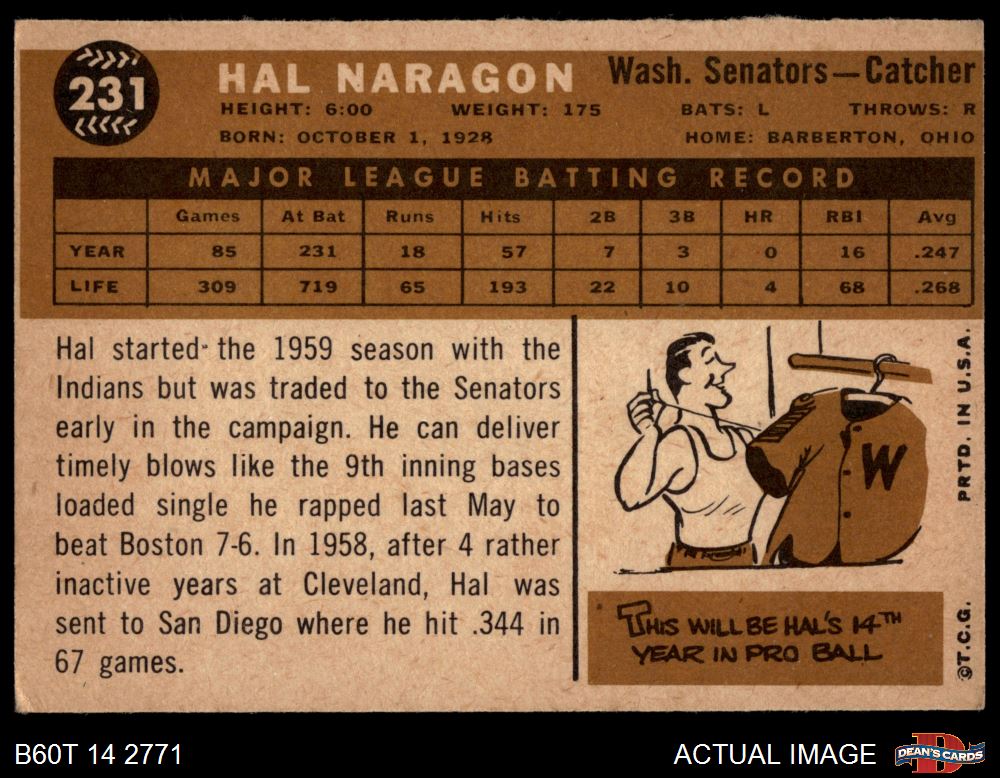 231
HAL NARAGON
Wash. Senators—Catcher
HEIGHT: 6:00 WEIGHT: 175 BATS: L THROWS: R
BORN: OCTOBER 1, 1928 HOME: BARBERTON, OHIO
MAJOR LEAGUE BATTING RECORD
Games At Bat Runs Hits 2B 3B HR RBI Avg
YEAR 85 231 18 57 7 3 0 16 .247
LIFE 309 719 65 193 22 10 4 68 .268
Hal started the 1959 season with the
Indians but was traded to the Senators
early in the campaign. He can deliver
timely blows like the 9th inning bases
loaded single he rapped last May to
beat Boston 7-6. In 1958, after 4 rather
inactive years at Cleveland, Hal was
sent to San Diego where he hit .344 in
67 games.
W
THIS WILL BE HAL'S 14TH
YEAR IN PRO BALL
PRTD. IN U.S.A.
©T.C.G.
B60T 14 2771
ACTUAL IMAGE
D
DEAN'S CARDS